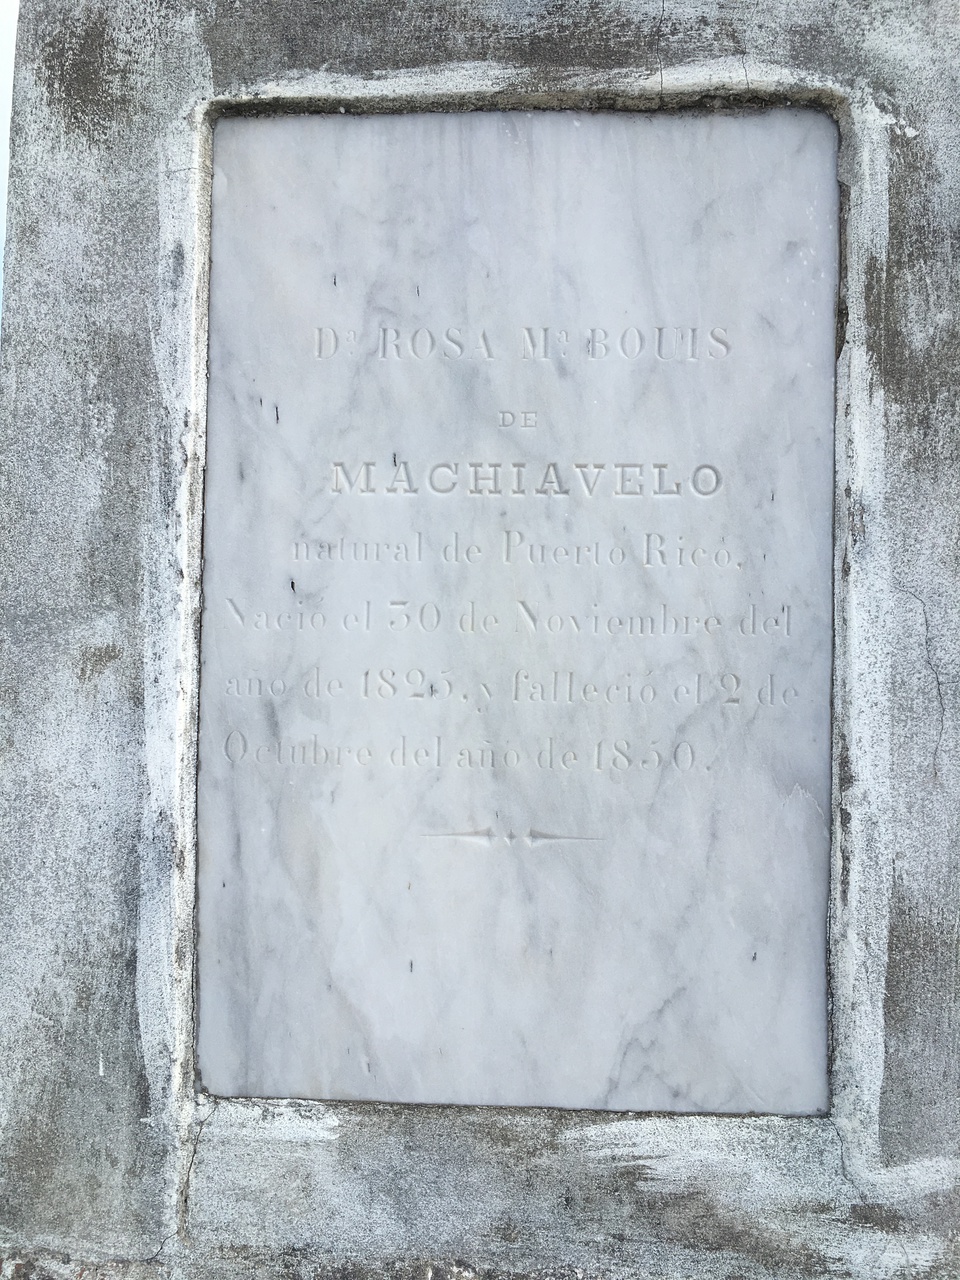 Dª ROSA Mª BOUIS
DE
MACHIAVELO
natural de Puerto Rico.
Nació el 30 de Noviembre del
año de 1825, y falleció el 2 de
Octubre del año de 1850.